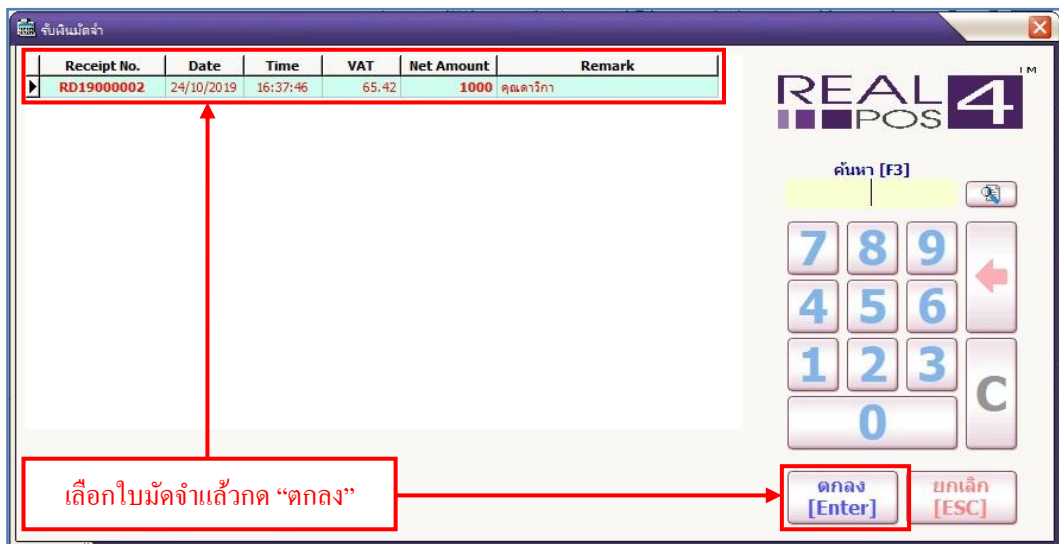 รับเงินมัดจำ
Receipt No. Date Time VAT Net Amount Remark
RD19000002 24/10/2019 16:37:46 65.42 1000 คุณดาริกา
REAL POS 4 TM
ค้นหา [F3]
7 8 9
4 5 6
1 2 3 C
0
เลือกใบมัดจำแล้วกด “ตกลง”
ตกลง ยกเลิก
[Enter] [ESC]